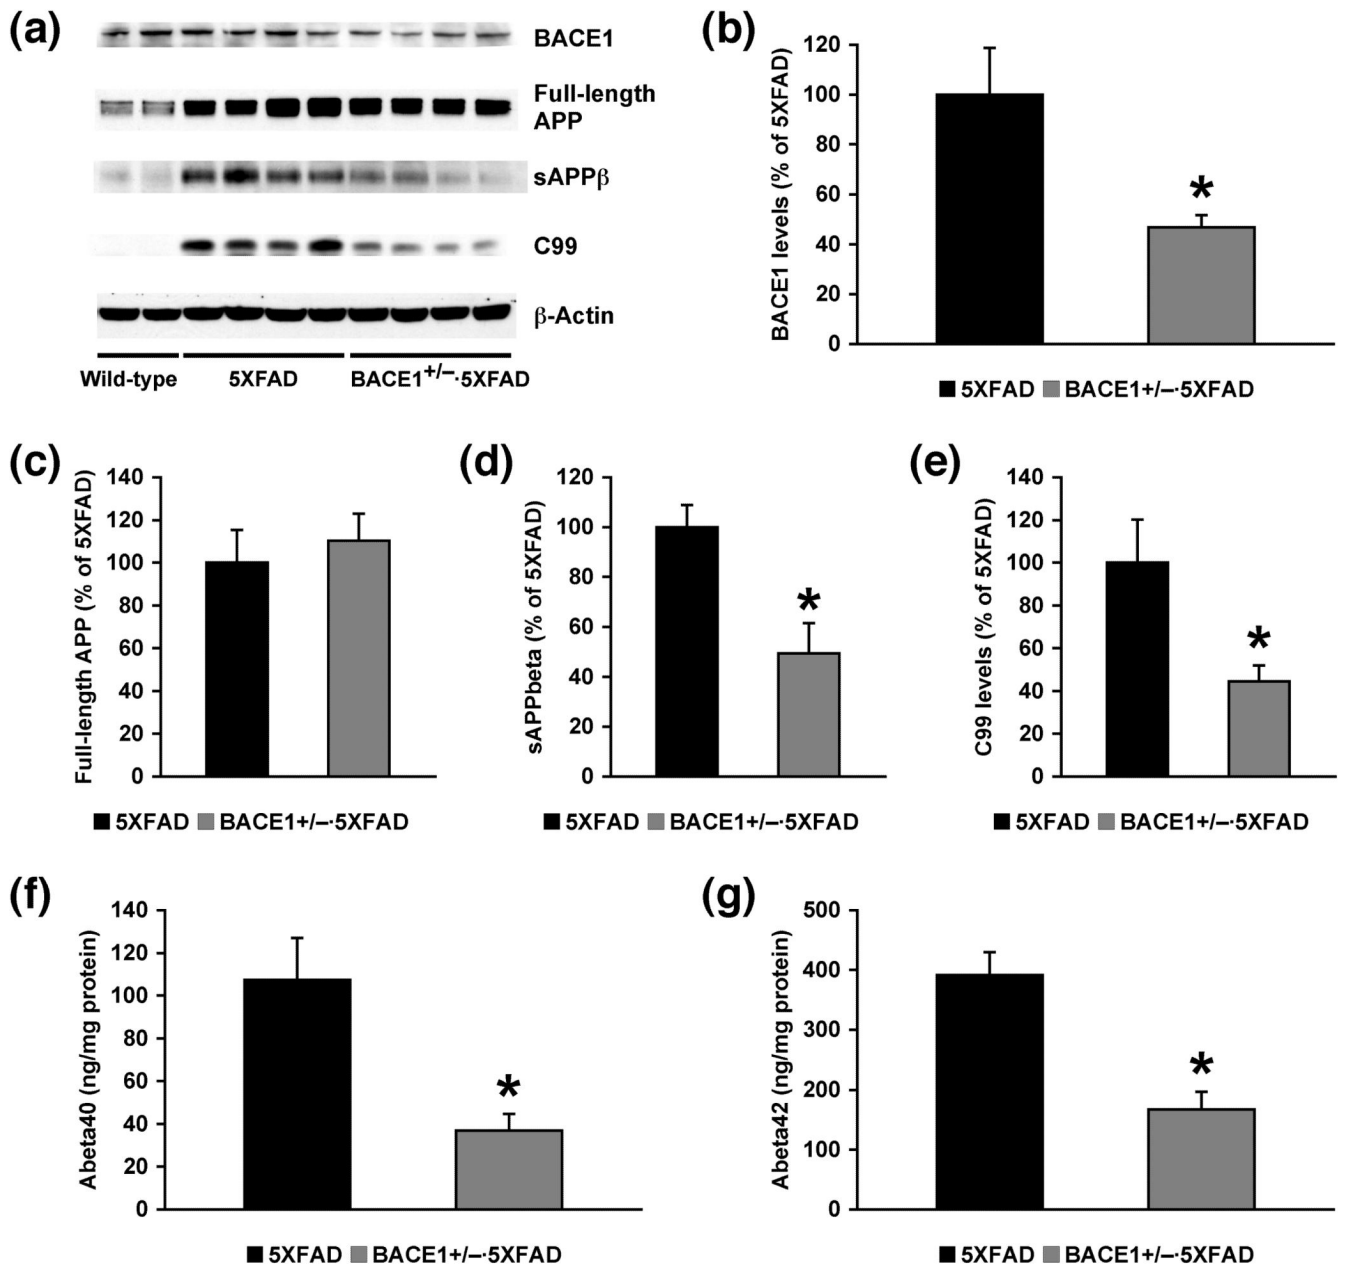 (a)
BACE1
Full-length
APP
sAPPβ
C99
β-Actin
Wild-type 5XFAD BACE1+/–·5XFAD
(b)
BACE1 levels (% of 5XFAD)
120
100
80
60
40
20
0
*
5XFAD BACE1+/–·5XFAD
(c)
Full-length APP (% of 5XFAD)
140
120
100
80
60
40
20
0
5XFAD BACE1+/–·5XFAD
(d)
sAPPbeta (% of 5XFAD)
120
100
80
60
40
20
0
*
5XFAD BACE1+/–·5XFAD
(e)
C99 levels (% of 5XFAD)
140
120
100
80
60
40
20
0
*
5XFAD BACE1+/–·5XFAD
(f)
Abeta40 (ng/mg protein)
140
120
100
80
60
40
20
0
*
5XFAD BACE1+/–·5XFAD
(g)
Abeta42 (ng/mg protein)
500
400
300
200
100
0
*
5XFAD BACE1+/–·5XFAD